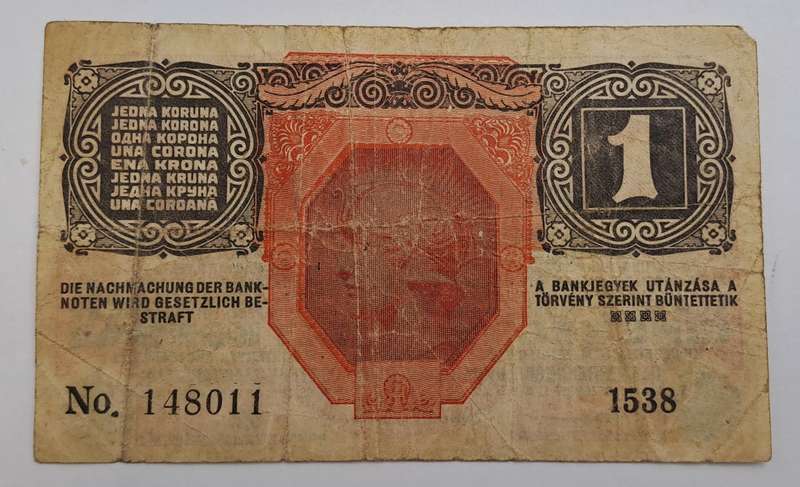 JEDNA KORUNA
JEDNA KORONA
ОДНА КОРОНА
UNA CORONA
ENA KRONA
JEDNA KRUNA
ЈЕДНА КРУНА
UNA COROANĂ
1
DIE NACHMACHUNG DER BANK-
NOTEN WIRD GESETZLICH BE-
STRAFT
A BANKJEGYEK UTÁNZÁSA A
TÖRVÉNY SZERINT BÜNTETTETIK
No. 148011
1538